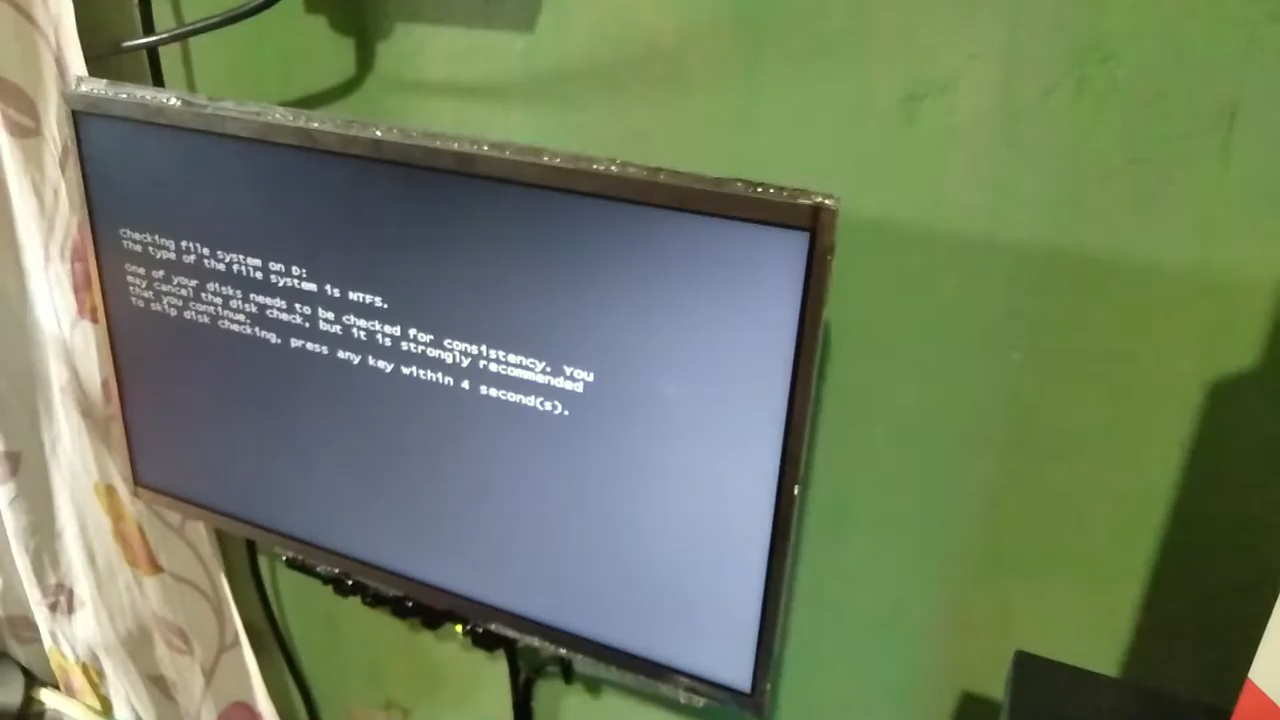 Checking file system on D:
The type of the file system is NTFS.
one of your disks needs to be checked for consistency. You
may cancel the disk check, but it is strongly recommended
that you continue.
To skip disk checking, press any key within 4 second(s).